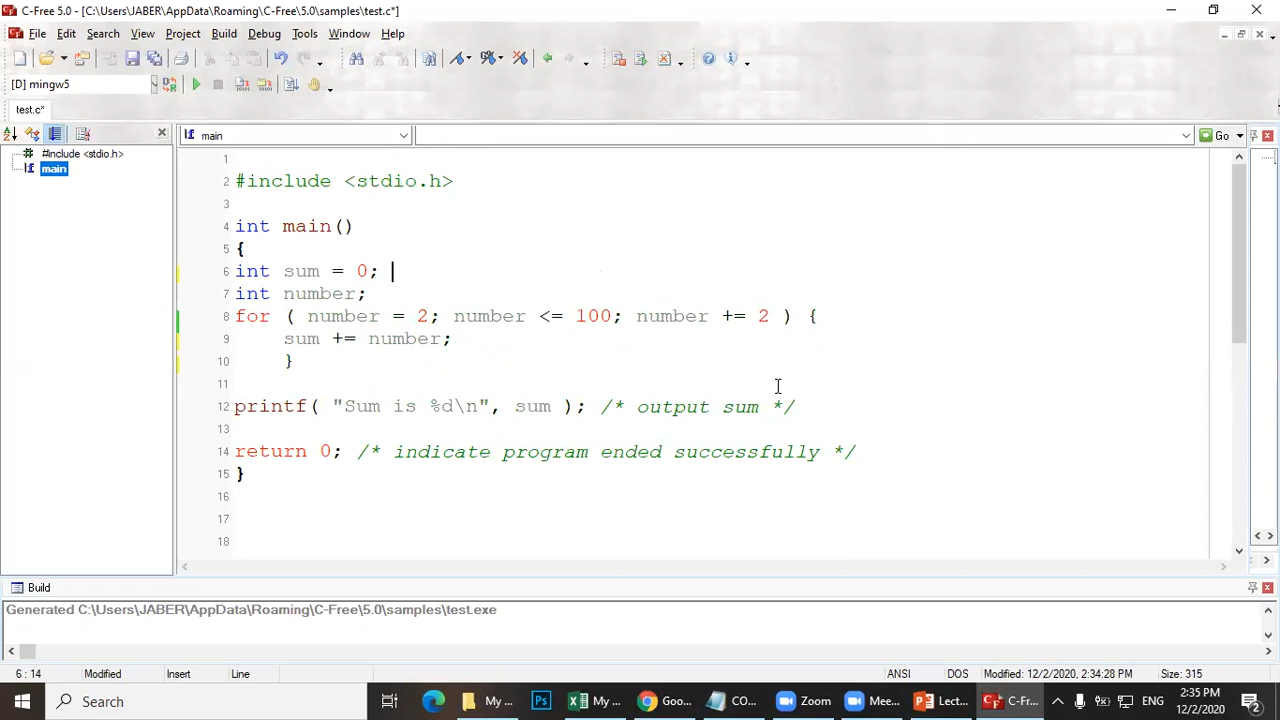 C-Free 5.0 - [C:\Users\JABER\AppData\Roaming\C-Free\5.0\samples\test.c*]
File Edit Search View Project Build Debug Tools Window Help
[D] mingw5
test.c*
main
Go
#include <stdio.h>
main
1
2 #include <stdio.h>
3
4 int main()
5 {
6 int sum = 0;
7 int number;
8 for ( number = 2; number <= 100; number += 2 ) {
9 sum += number;
10 }
11
12 printf( "Sum is %d\n", sum ); /* output sum */
13
14 return 0; /* indicate program ended successfully */
15 }
16
17
18
Build
Generated C:\Users\JABER\AppData\Roaming\C-Free\5.0\samples\test.exe
6 : 14 Modified Insert Line ANSI DOS Modified: 12/2/2020, 2:34:28 PM Size: 315
Search My ... My ... Goo... CO... Zoom Mee... Lect... C-Fr... ENG 2:35 PM
12/2/2020 2